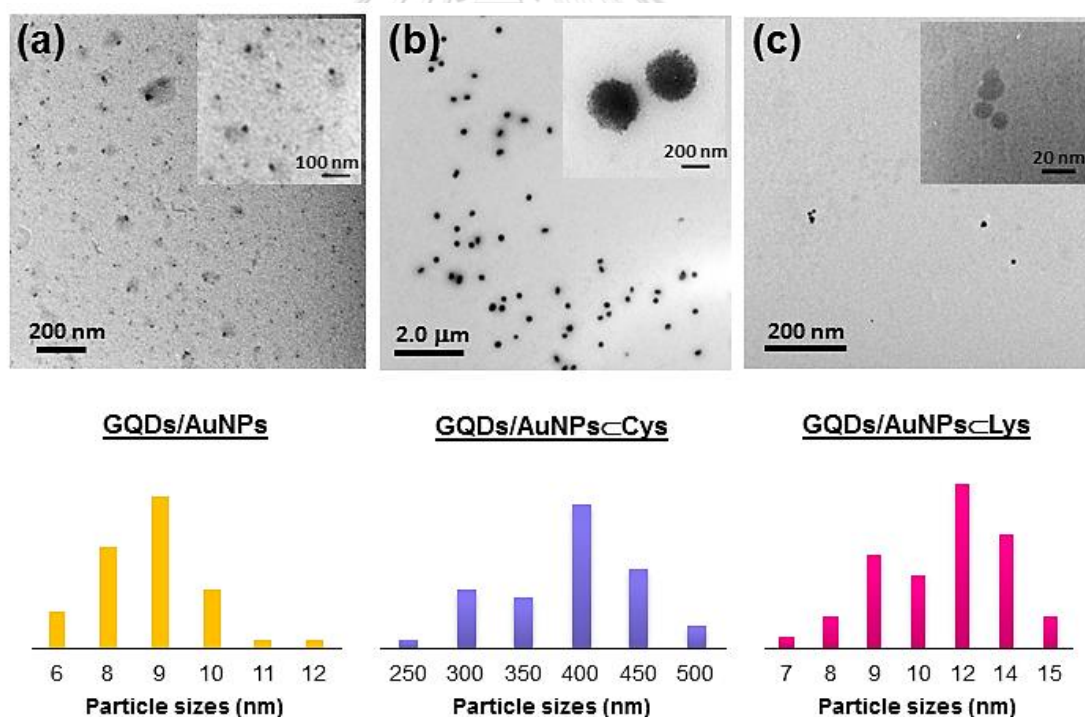 (a)
100 nm
200 nm
(b)
200 nm
2.0 μm
(c)
20 nm
200 nm
GQDs/AuNPs
6 8 9 10 11 12
Particle sizes (nm)
GQDs/AuNPs⊂Cys
250 300 350 400 450 500
Particle sizes (nm)
GQDs/AuNPs⊂Lys
7 8 9 10 12 14 15
Particle sizes (nm)